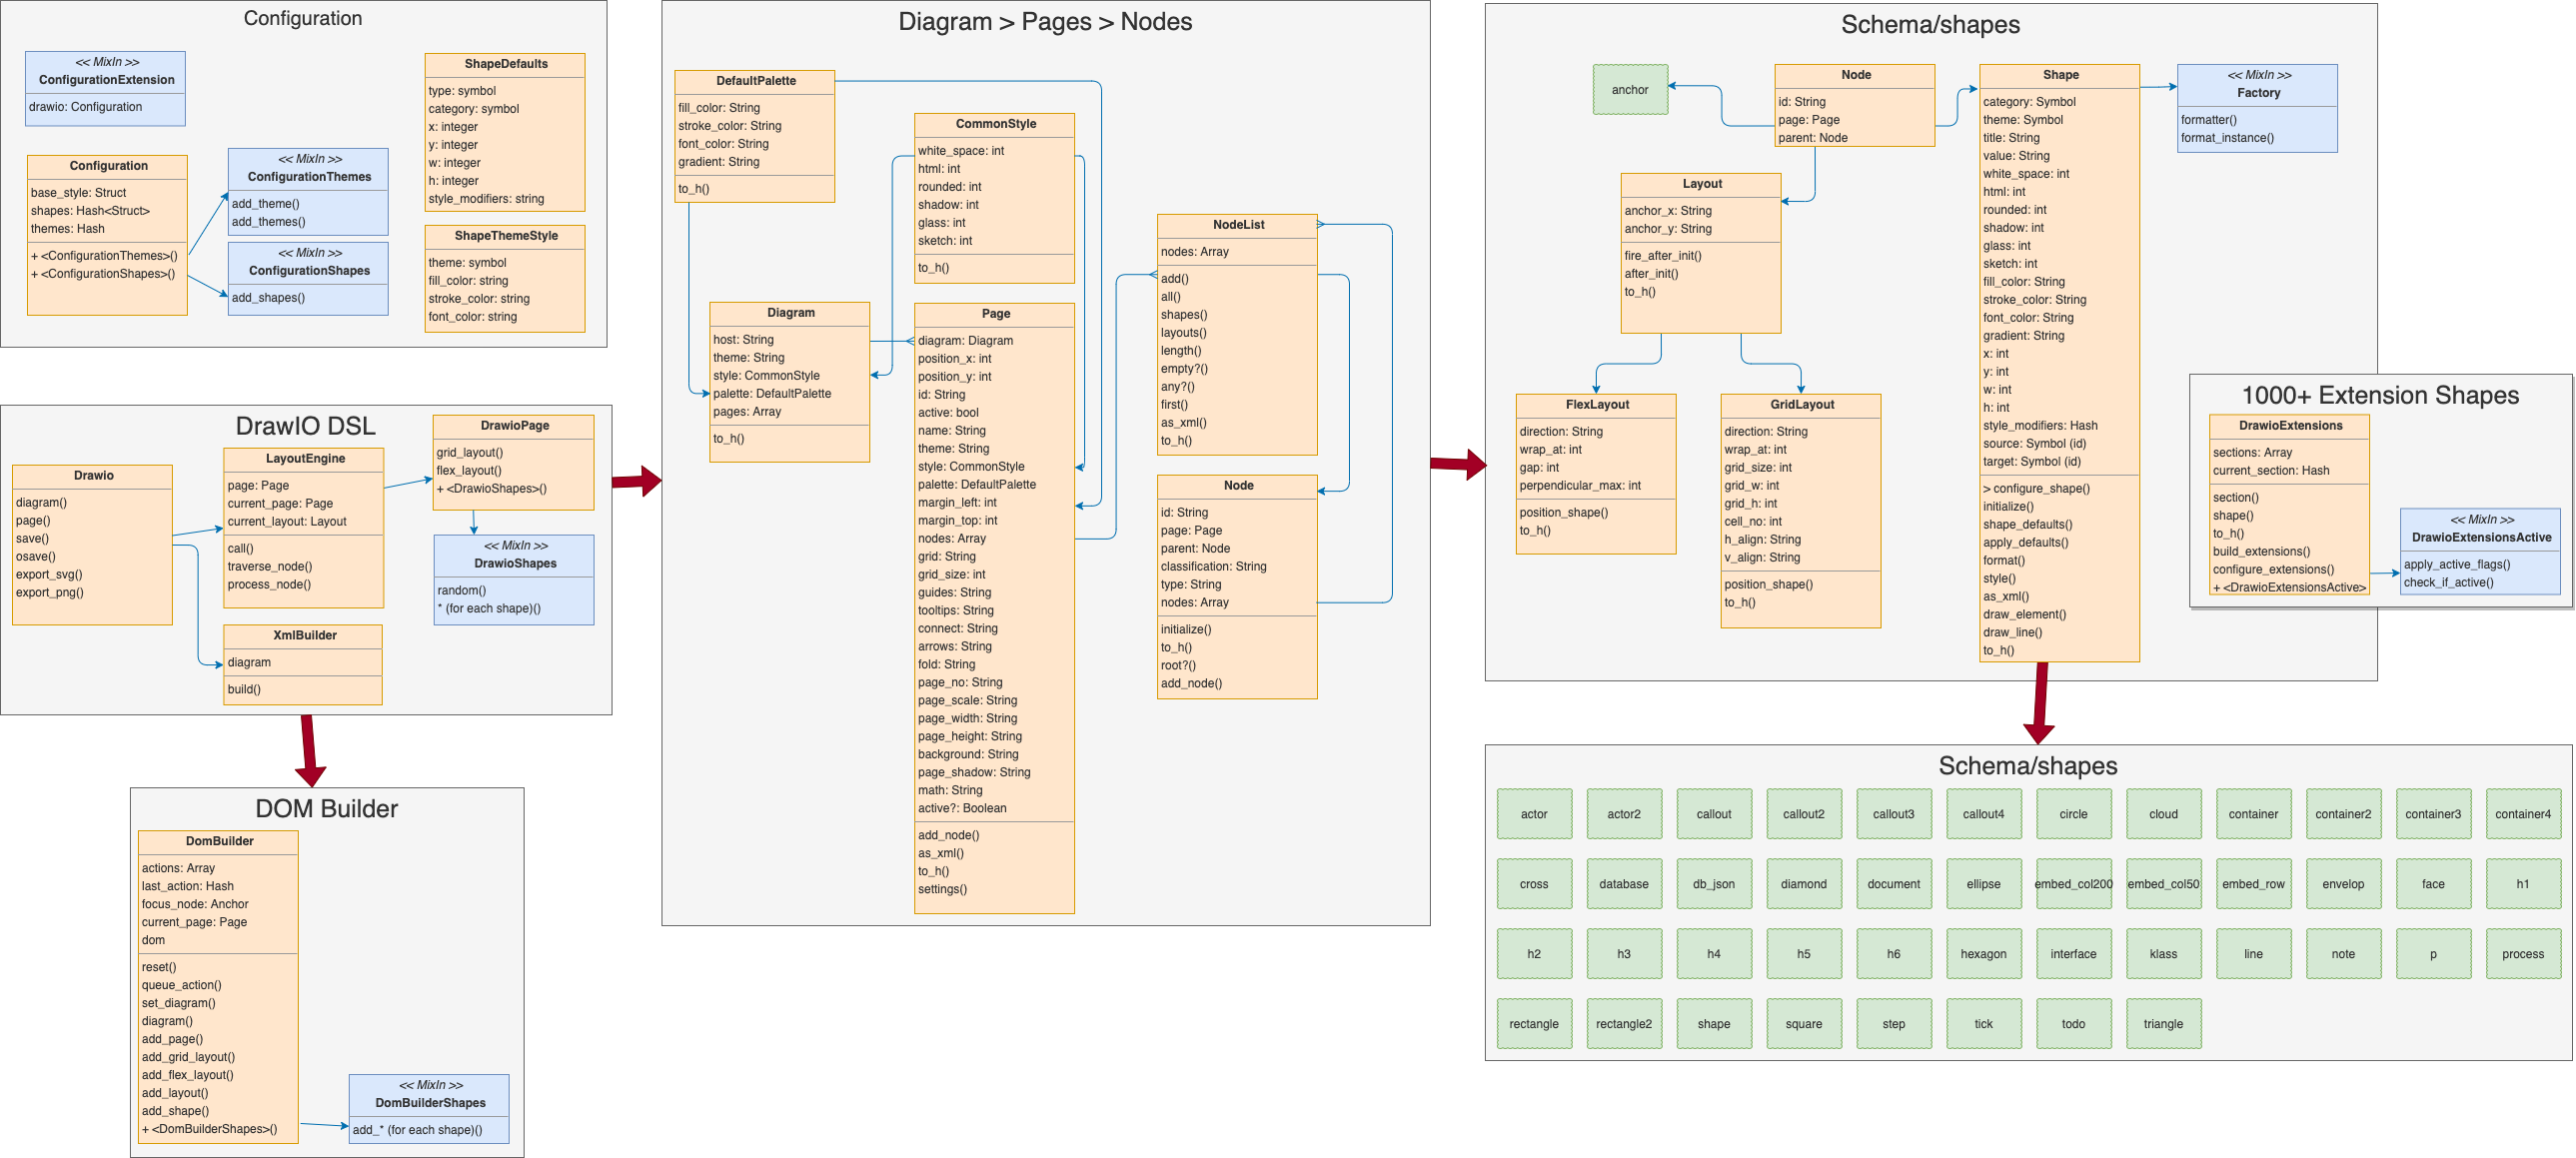 Configuration
<< MixIn >>
ConfigurationExtension
drawio: Configuration
Configuration
base_style: Struct
shapes: Hash<Struct>
themes: Hash
+ <ConfigurationThemes>()
+ <ConfigurationShapes>()
<< MixIn >>
ConfigurationThemes
add_theme()
add_themes()
<< MixIn >>
ConfigurationShapes
add_shapes()
ShapeDefaults
type: symbol
category: symbol
x: integer
y: integer
w: integer
h: integer
style_modifiers: string
ShapeThemeStyle
theme: symbol
fill_color: string
stroke_color: string
font_color: string
DrawIO DSL
Drawio
diagram()
page()
save()
osave()
export_svg()
export_png()
LayoutEngine
page: Page
current_page: Page
current_layout: Layout
call()
traverse_node()
process_node()
XmlBuilder
diagram
build()
DrawioPage
grid_layout()
flex_layout()
+ <DrawioShapes>()
<< MixIn >>
DrawioShapes
random()
* (for each shape)()
DOM Builder
DomBuilder
actions: Array
last_action: Hash
focus_node: Anchor
current_page: Page
dom
reset()
queue_action()
set_diagram()
diagram()
add_page()
add_grid_layout()
add_flex_layout()
add_layout()
add_shape()
+ <DomBuilderShapes>()
<< MixIn >>
DomBuilderShapes
add_* (for each shape)()
Diagram > Pages > Nodes
DefaultPalette
fill_color: String
stroke_color: String
font_color: String
gradient: String
to_h()
CommonStyle
white_space: int
html: int
rounded: int
shadow: int
glass: int
sketch: int
to_h()
Diagram
host: String
theme: String
style: CommonStyle
palette: DefaultPalette
pages: Array
to_h()
Page
diagram: Diagram
position_x: int
position_y: int
id: String
active: bool
name: String
theme: String
style: CommonStyle
palette: DefaultPalette
margin_left: int
margin_top: int
nodes: Array
grid: String
grid_size: int
guides: String
tooltips: String
connect: String
arrows: String
fold: String
page_no: String
page_scale: String
page_width: String
page_height: String
background: String
page_shadow: String
math: String
active?: Boolean
add_node()
as_xml()
to_h()
settings()
NodeList
nodes: Array
add()
all()
shapes()
layouts()
length()
empty?()
any?()
first()
as_xml()
to_h()
Node
id: String
page: Page
parent: Node
classification: String
type: String
nodes: Array
initialize()
to_h()
root?()
add_node()
Schema/shapes
anchor
Node
id: String
page: Page
parent: Node
Layout
anchor_x: String
anchor_y: String
fire_after_init()
after_init()
to_h()
FlexLayout
direction: String
wrap_at: int
gap: int
perpendicular_max: int
position_shape()
to_h()
GridLayout
direction: String
wrap_at: int
grid_size: int
grid_w: int
grid_h: int
cell_no: int
h_align: String
v_align: String
position_shape()
to_h()
Shape
category: Symbol
theme: Symbol
title: String
value: String
white_space: int
html: int
rounded: int
shadow: int
glass: int
sketch: int
fill_color: String
stroke_color: String
font_color: String
gradient: String
x: int
y: int
w: int
h: int
style_modifiers: Hash
source: Symbol (id)
target: Symbol (id)
> configure_shape()
initialize()
shape_defaults()
apply_defaults()
format()
style()
as_xml()
draw_element()
draw_line()
to_h()
<< MixIn >>
Factory
formatter()
format_instance()
1000+ Extension Shapes
DrawioExtensions
sections: Array
current_section: Hash
section()
shape()
to_h()
build_extensions()
configure_extensions()
+ <DrawioExtensionsActive>
<< MixIn >>
DrawioExtensionsActive
apply_active_flags()
check_if_active()
Schema/shapes
actor actor2 callout callout2 callout3 callout4 circle cloud container container2 container3 container4
cross database db_json diamond document ellipse embed_col200 embed_col50 embed_row envelop face h1
h2 h3 h4 h5 h6 hexagon interface klass line note p process
rectangle rectangle2 shape square step tick todo triangle